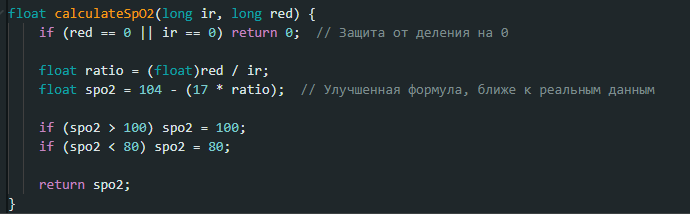 float calculateSpO2(long ir, long red) {
if (red == 0 || ir == 0) return 0;  // Защита от деления на 0
float ratio = (float)red / ir;
float spo2 = 104 - (17 * ratio);  // Улучшенная формула, ближе к реальным данным
if (spo2 > 100) spo2 = 100;
if (spo2 < 80) spo2 = 80;
return spo2;
}